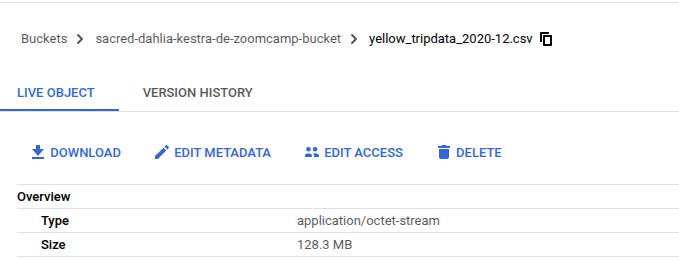 Buckets > sacred-dahlia-kestra-de-zoomcamp-bucket > yellow_tripdata_2020-12.csv
LIVE OBJECT VERSION HISTORY
DOWNLOAD EDIT METADATA EDIT ACCESS DELETE
Overview
Type application/octet-stream
Size 128.3 MB